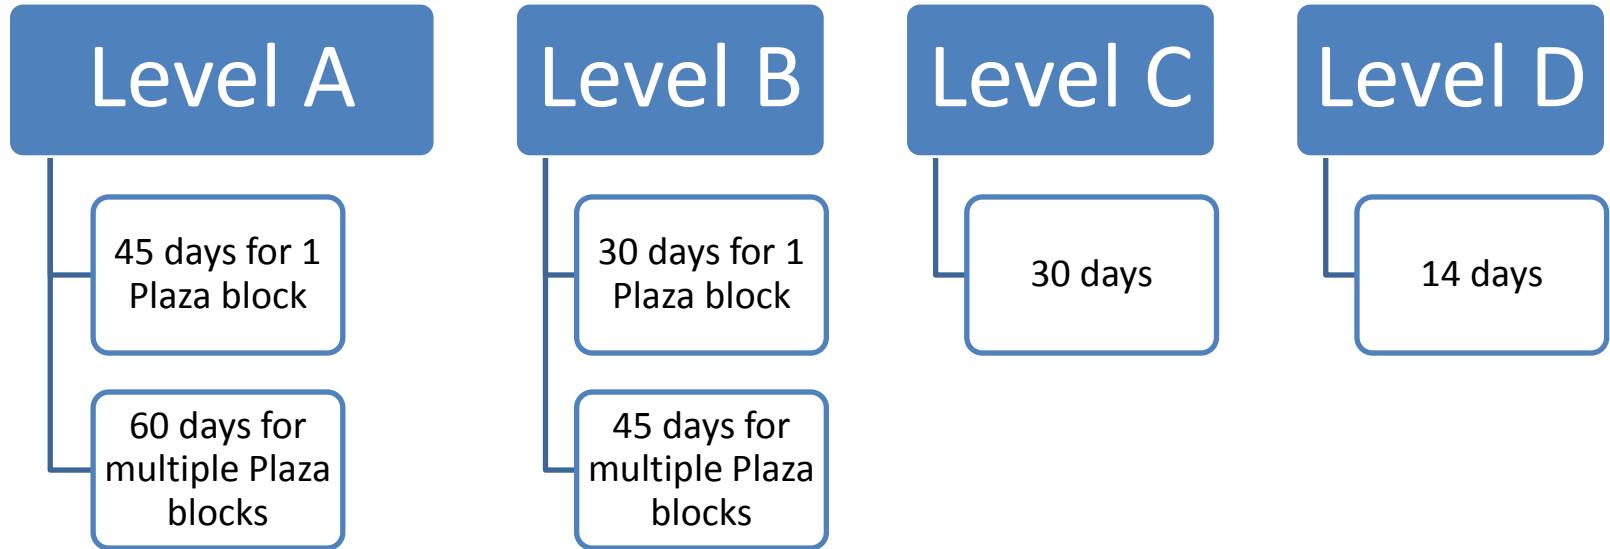 Level A
45 days for 1
Plaza block
60 days for
multiple Plaza
blocks
Level B
30 days for 1
Plaza block
45 days for
multiple Plaza
blocks
Level C
30 days
Level D
14 days